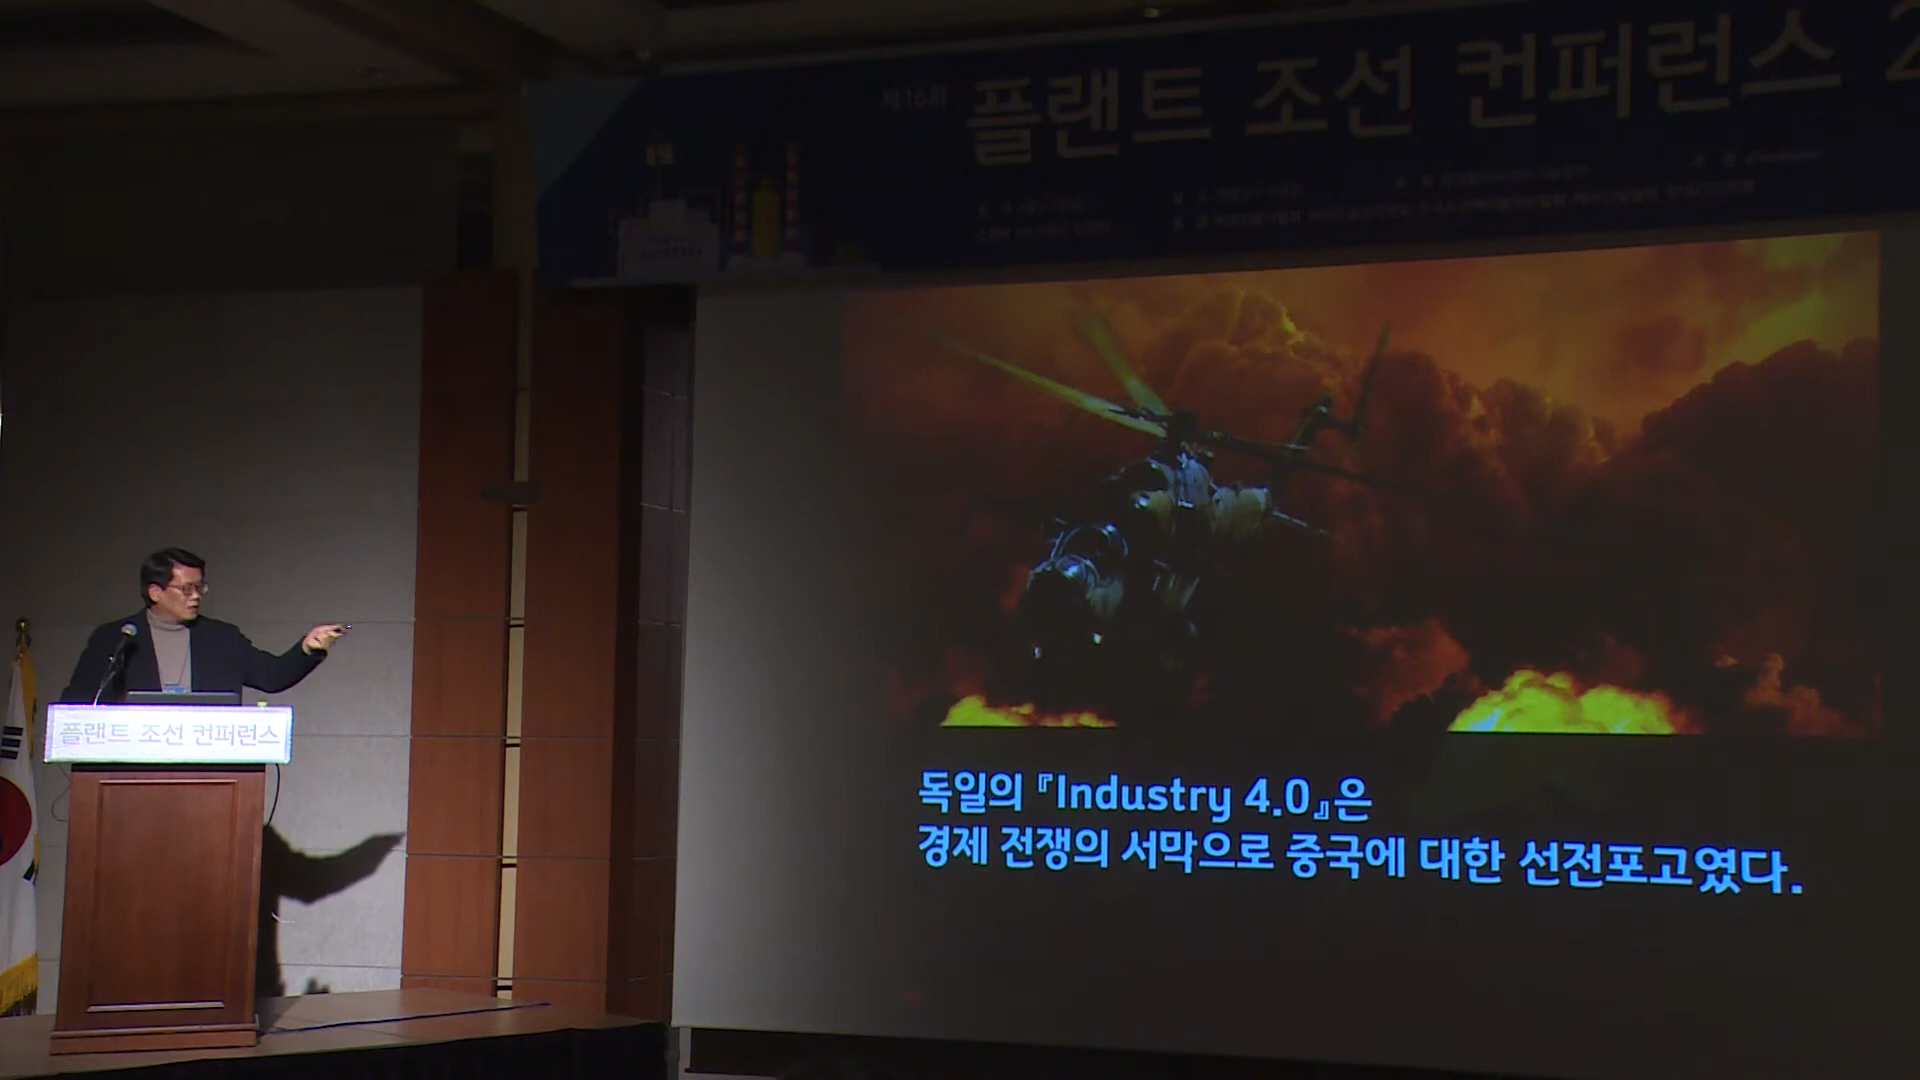 제16회
플랜트 조선 컨퍼런스 2
플랜트 조선 컨퍼런스
독일의 『Industry 4.0』은
경제 전쟁의 서막으로 중국에 대한 선전포고였다.